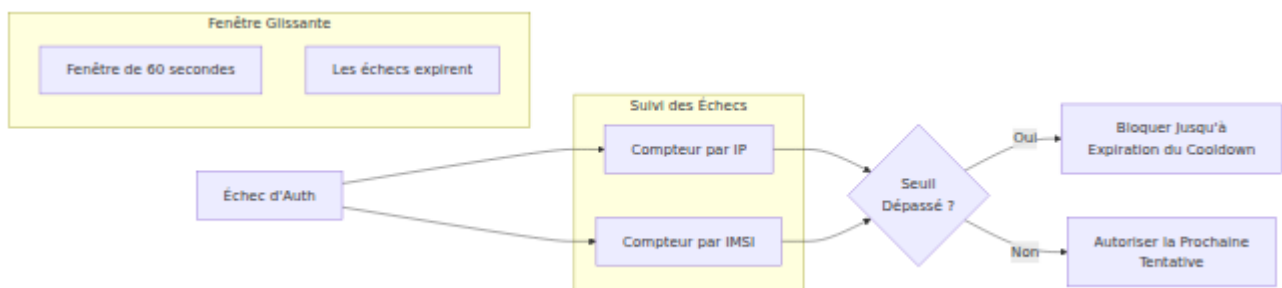 Fenêtre Glissante
Fenêtre de 60 secondes
Les échecs expirent
Suivi des Échecs
Compteur par IP
Compteur par IMSI
Échec d'Auth
Seuil
Dépassé ?
Oui
Bloquer Jusqu'à
Expiration du Cooldown
Non
Autoriser la Prochaine
Tentative